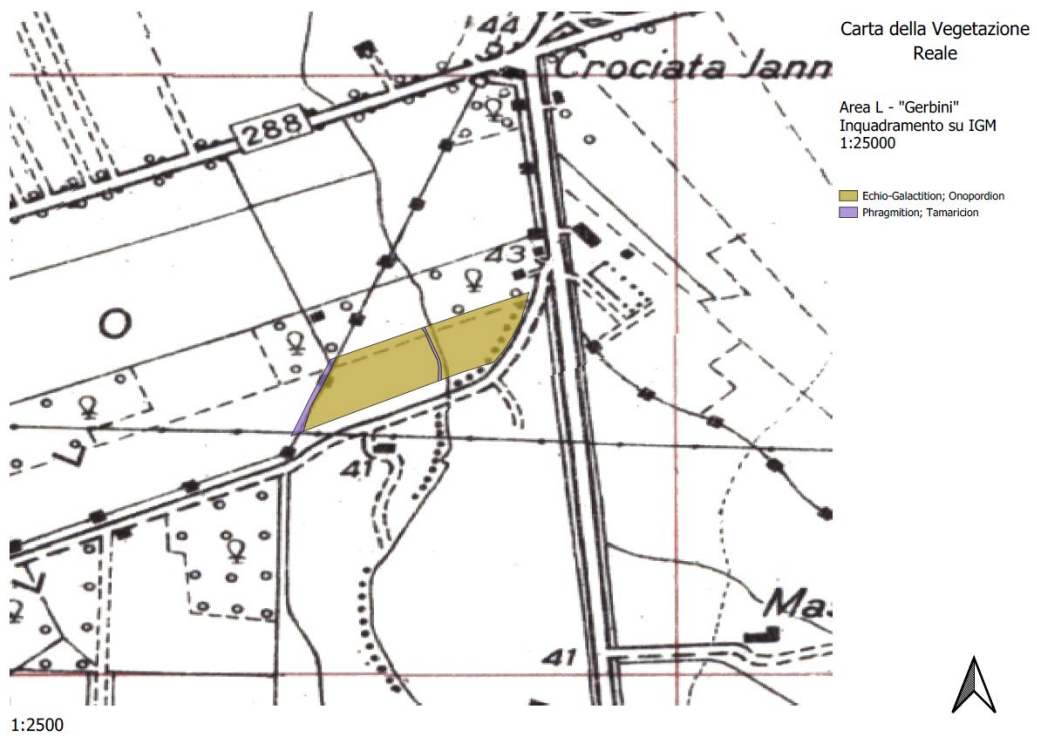 Carta della Vegetazione
Reale
Area L - "Gerbini"
Inquadramento su IGM
1:25000
Echio-Galactition; Onopordion
Phragmition; Tamaricion
44
Crociata Jann
288
43
O
L
41
L
Mas
41
1:2500